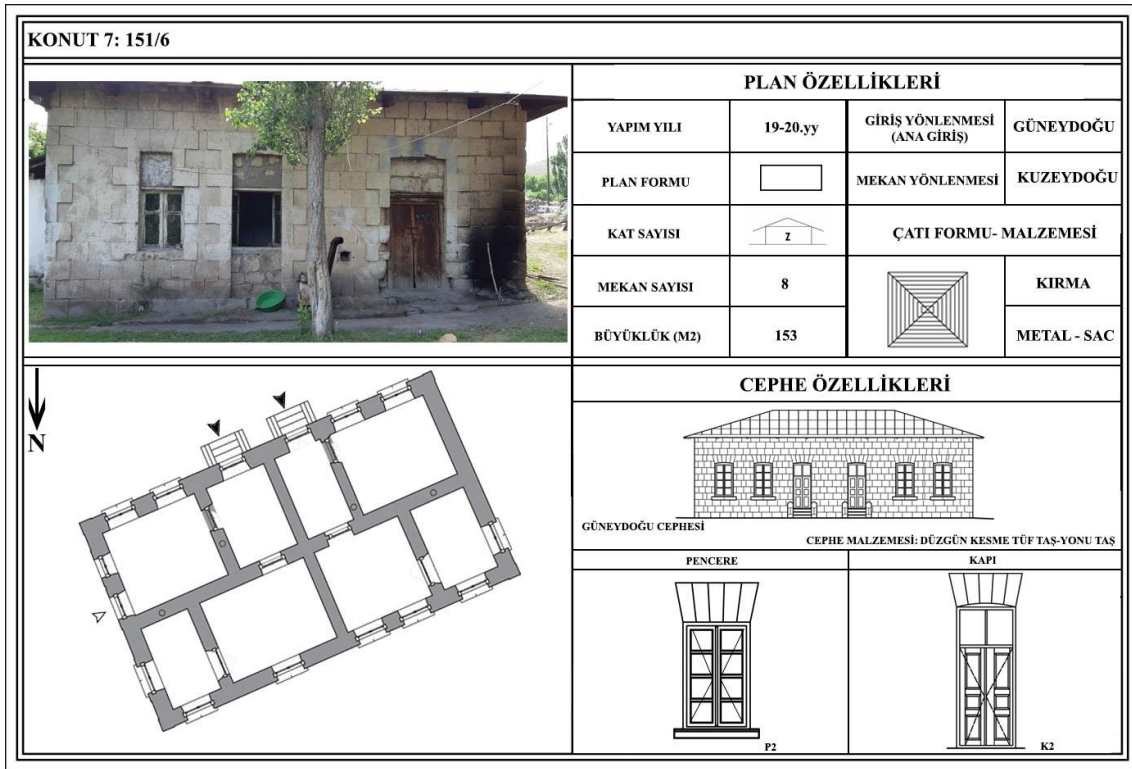 KONUT 7: 151/6
PLAN ÖZELLİKLERİ
YAPIM YILI
19-20.yy
GİRİŞ YÖNLENMESİ
(ANA GİRİŞ)
GÜNEYDOĞU
PLAN FORMU
MEKAN YÖNLENMESİ
KUZEYDOĞU
KAT SAYISI
Z
ÇATI FORMU- MALZEMESİ
MEKAN SAYISI
8
KIRMA
BÜYÜKLÜK (M2)
153
METAL - SAC
N
CEPHE ÖZELLİKLERİ
GÜNEYDOĞU CEPHESİ
CEPHE MALZEMESİ: DÜZGÜN KESME TÜF TAŞ-YONU TAŞ
PENCERE
KAPI
P2
K2